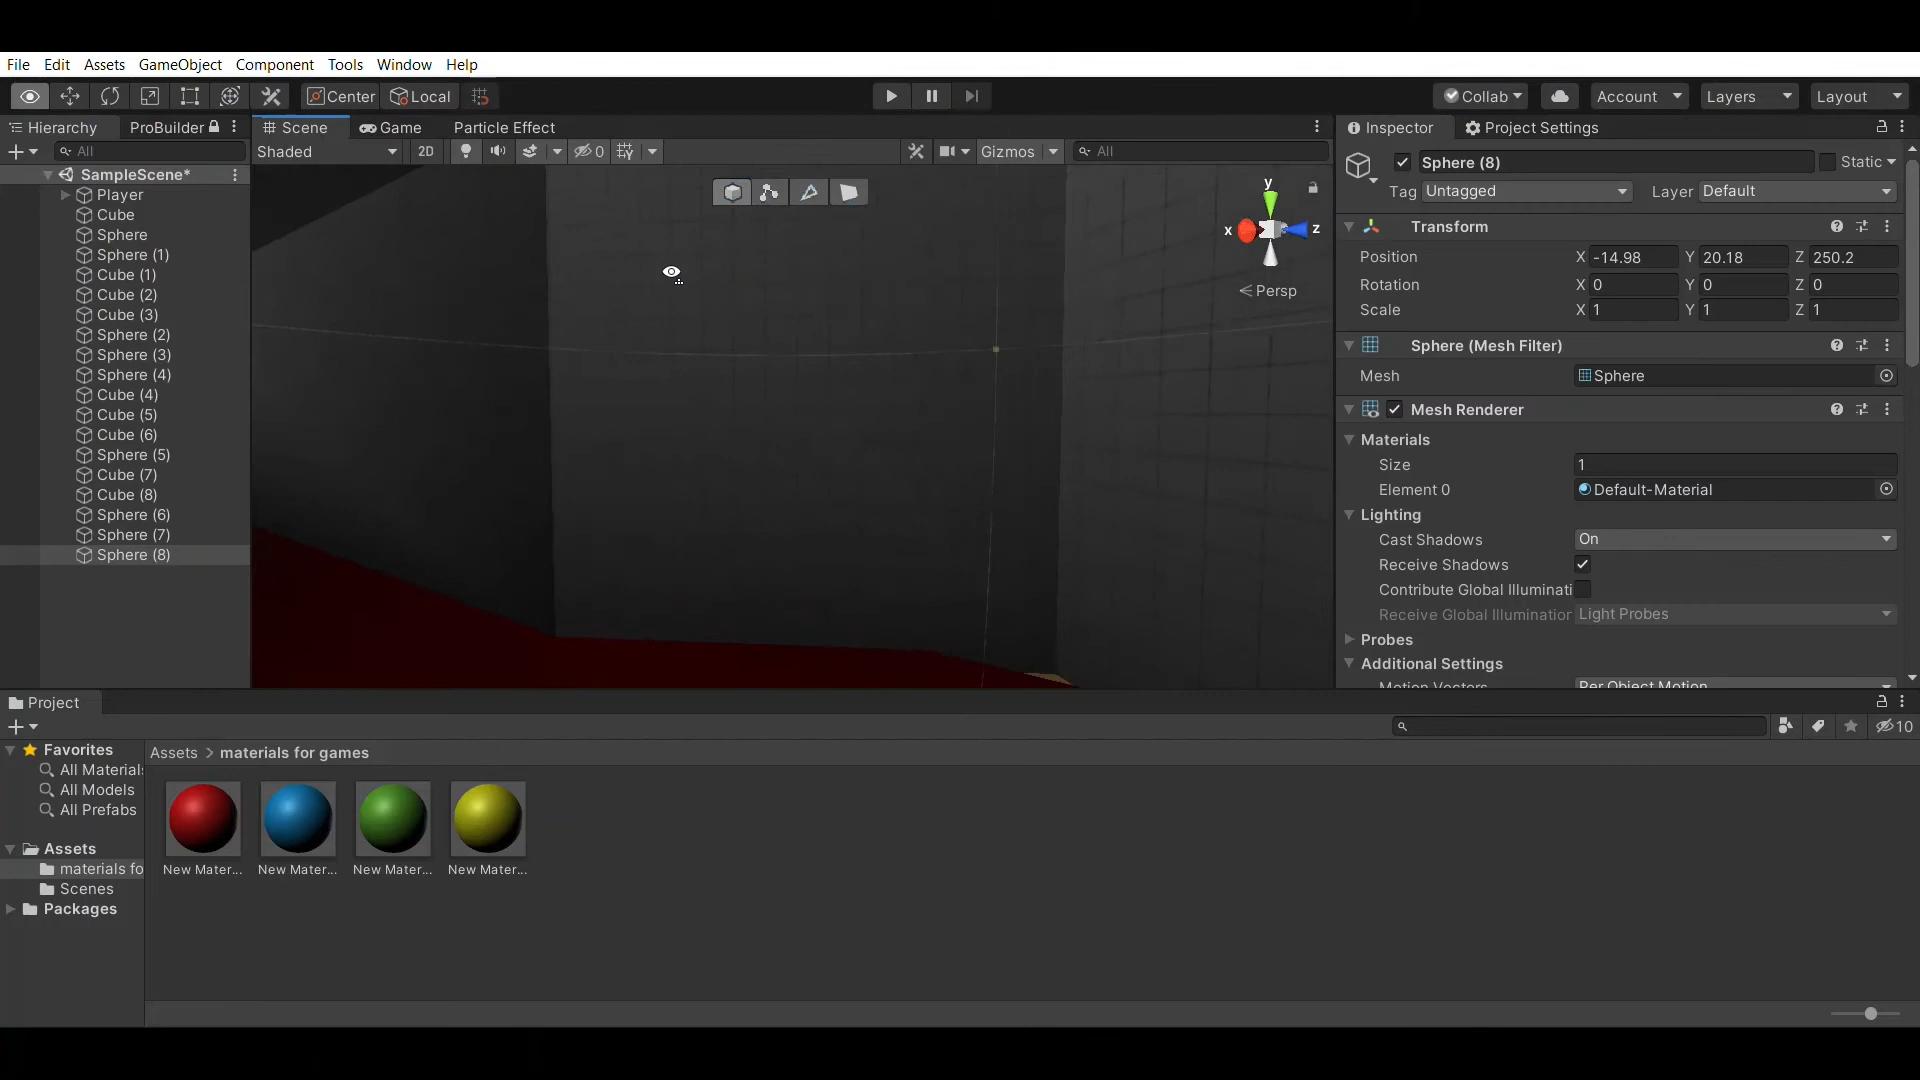 File Edit Assets GameObject Component Tools Window Help
Center Local Collab Account Layers Layout
Hierarchy ProBuilder Scene Game Particle Effect Inspector Project Settings
All Shaded 2D 0 Gizmos All
Sphere (8) Static
Tag Untagged Layer Default
SampleScene*
Player
Cube
Sphere
Sphere (1)
Cube (1)
Cube (2)
Cube (3)
Sphere (2)
Sphere (3)
Sphere (4)
Cube (4)
Cube (5)
Cube (6)
Sphere (5)
Cube (7)
Cube (8)
Sphere (6)
Sphere (7)
Sphere (8)
y
x z
Persp
Transform
Position X -14.98 Y 20.18 Z 250.2
Rotation X 0 Y 0 Z 0
Scale X 1 Y 1 Z 1
Sphere (Mesh Filter)
Mesh Sphere
Mesh Renderer
Materials
Size 1
Element 0 Default-Material
Lighting
Cast Shadows On
Receive Shadows
Contribute Global Illuminati
Receive Global Illumination Light Probes
Probes
Additional Settings
Motion Vectors Per Object Motion
Project
10
Favorites
All Materials
All Models
All Prefabs
Assets
materials fo
Scenes
Packages
Assets > materials for games
New Mater... New Mater... New Mater... New Mater...